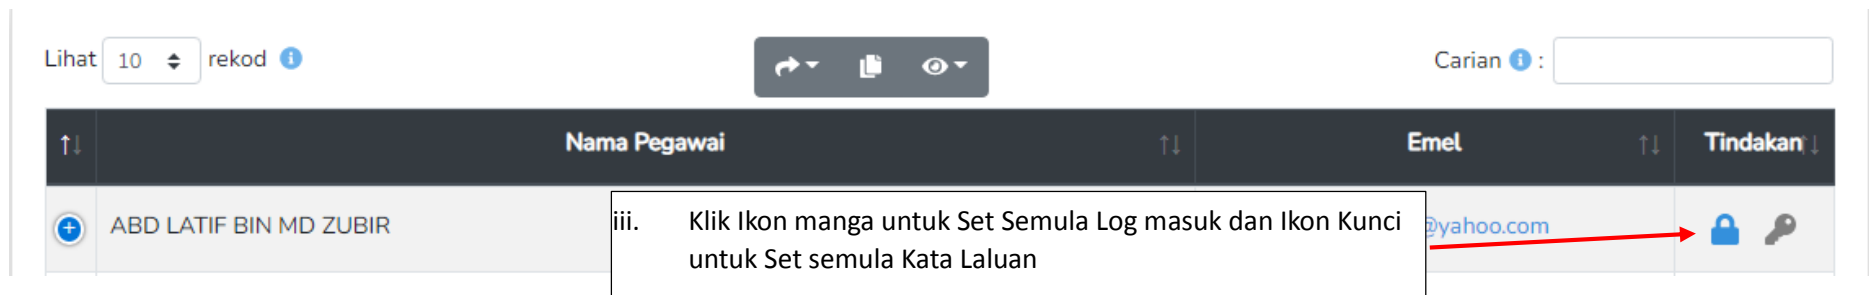 Lihat 10 rekod
Carian :
Nama Pegawai Emel Tindakan
ABD LATIF BIN MD ZUBIR @yahoo.com
iii. Klik Ikon manga untuk Set Semula Log masuk dan Ikon Kunci
untuk Set semula Kata Laluan